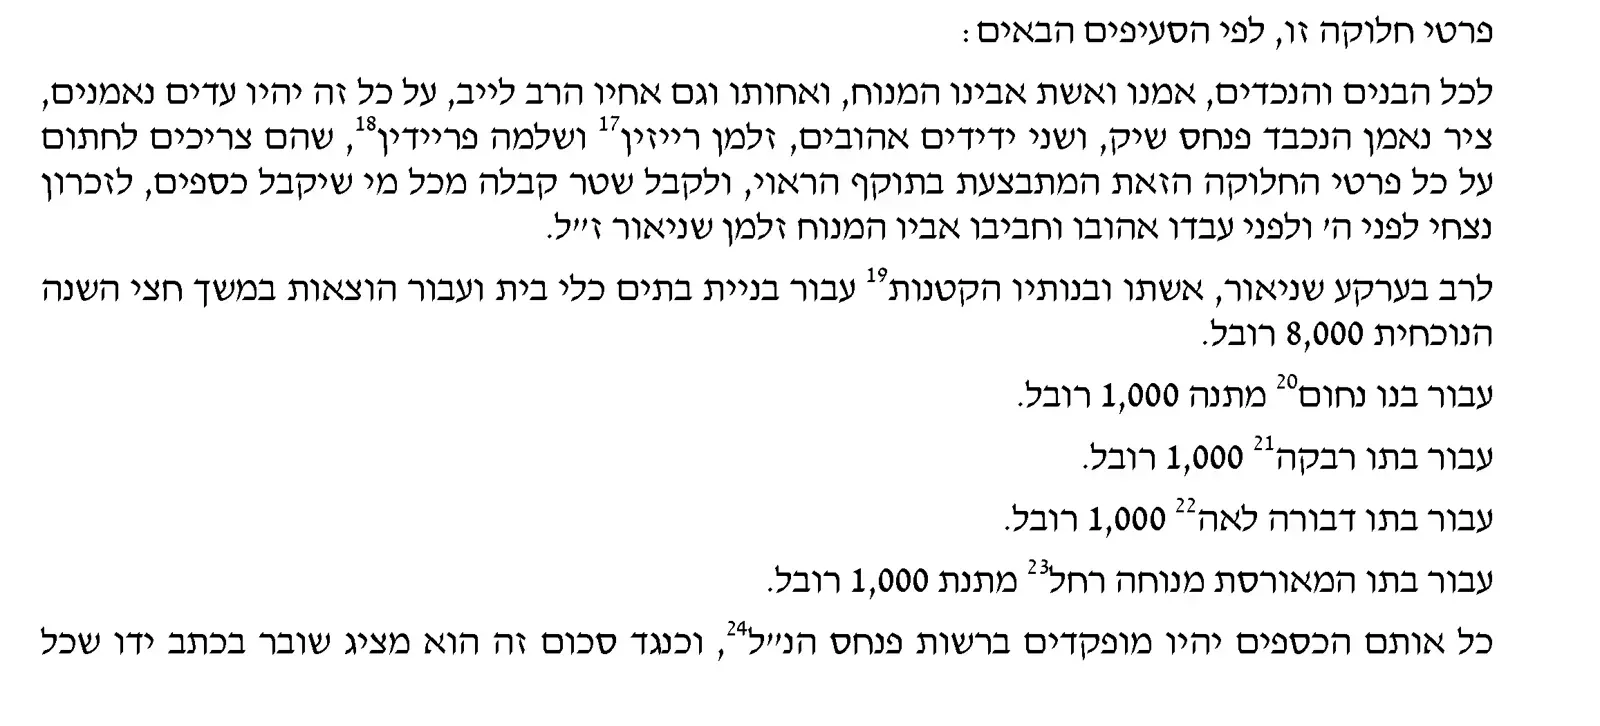 פרטי חלוקה זו, לפי הסעיפים הבאים:
לכל הבנים והנכדים, אמנו ואשת אבינו המנוח, ואחותו וגם אחיו הרב לייב, על כל זה יהיו עדים נאמנים,
ציר נאמן הנכבד פנחס שיק, ושני ידידים אהובים, זלמן רייזין17 ושלמה פריידין18, שהם צריכים לחתום
על כל פרטי החלוקה הזאת המתבצעת בתוקף הראוי, ולקבל שטר קבלה מכל מי שיקבל כספים, לזכרון
נצחי לפני ה׳ ולפני עבדו אהובו וחביבו אביו המנוח זלמן שניאור ז״ל.
לרב בערקע שניאור, אשתו ובנותיו הקטנות19 עבור בניית בתים כלי בית ועבור הוצאות במשך חצי השנה
הנוכחית 8,000 רובל.
עבור בנו נחום20 מתנה 1,000 רובל.
עבור בתו רבקה21 1,000 רובל.
עבור בתו דבורה לאה22 1,000 רובל.
עבור בתו המאורסת מנוחה רחל23 מתנת 1,000 רובל.
כל אותם הכספים יהיו מופקדים ברשות פנחס הנ״ל24, וכנגד סכום זה הוא מציג שובר בכתב ידו שכל